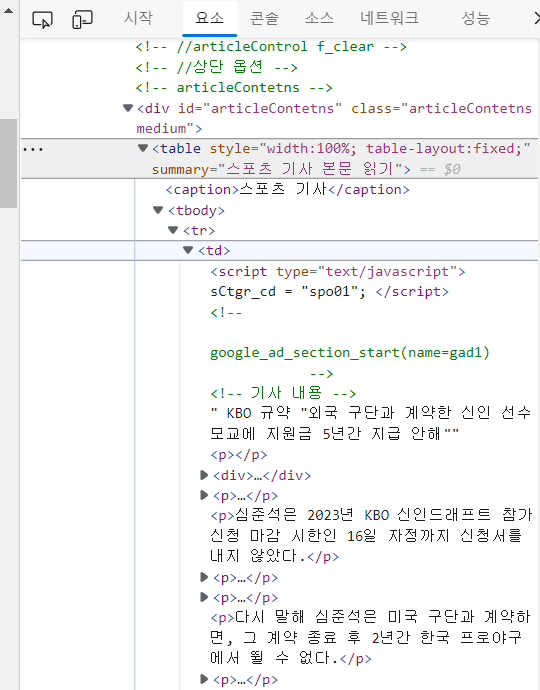 시작 요소 콘솔 소스 네트워크 성능
<!-- //articleControl f_clear -->
<!-- //상단 옵션 -->
<!-- articleContetns -->
<div id="articleContetns" class="articleContetns
medium">
<table style="width:100%; table-layout:fixed;"
summary="스포츠 기사 본문 읽기"> == $0
<caption>스포츠 기사</caption>
<tbody>
<tr>
<td>
<script type="text/javascript">
sCtgr_cd = "spo01"; </script>
<!--
google_ad_section_start(name=gad1)
-->
<!-- 기사 내용 -->
" KBO 규약 "외국 구단과 계약한 신인 선수
모교에 지원금 5년간 지급 안해""
<p></p>
<div>…</div>
<p>…</p>
<p>심준석은 2023년 KBO 신인드래프트 참가
신청 마감 시한인 16일 자정까지 신청서를
내지 않았다.</p>
<p>…</p>
<p>…</p>
<p>다시 말해 심준석은 미국 구단과 계약하
면, 그 계약 종료 후 2년간 한국 프로야구
에서 뛸 수 없다.</p>
<p>…</p>